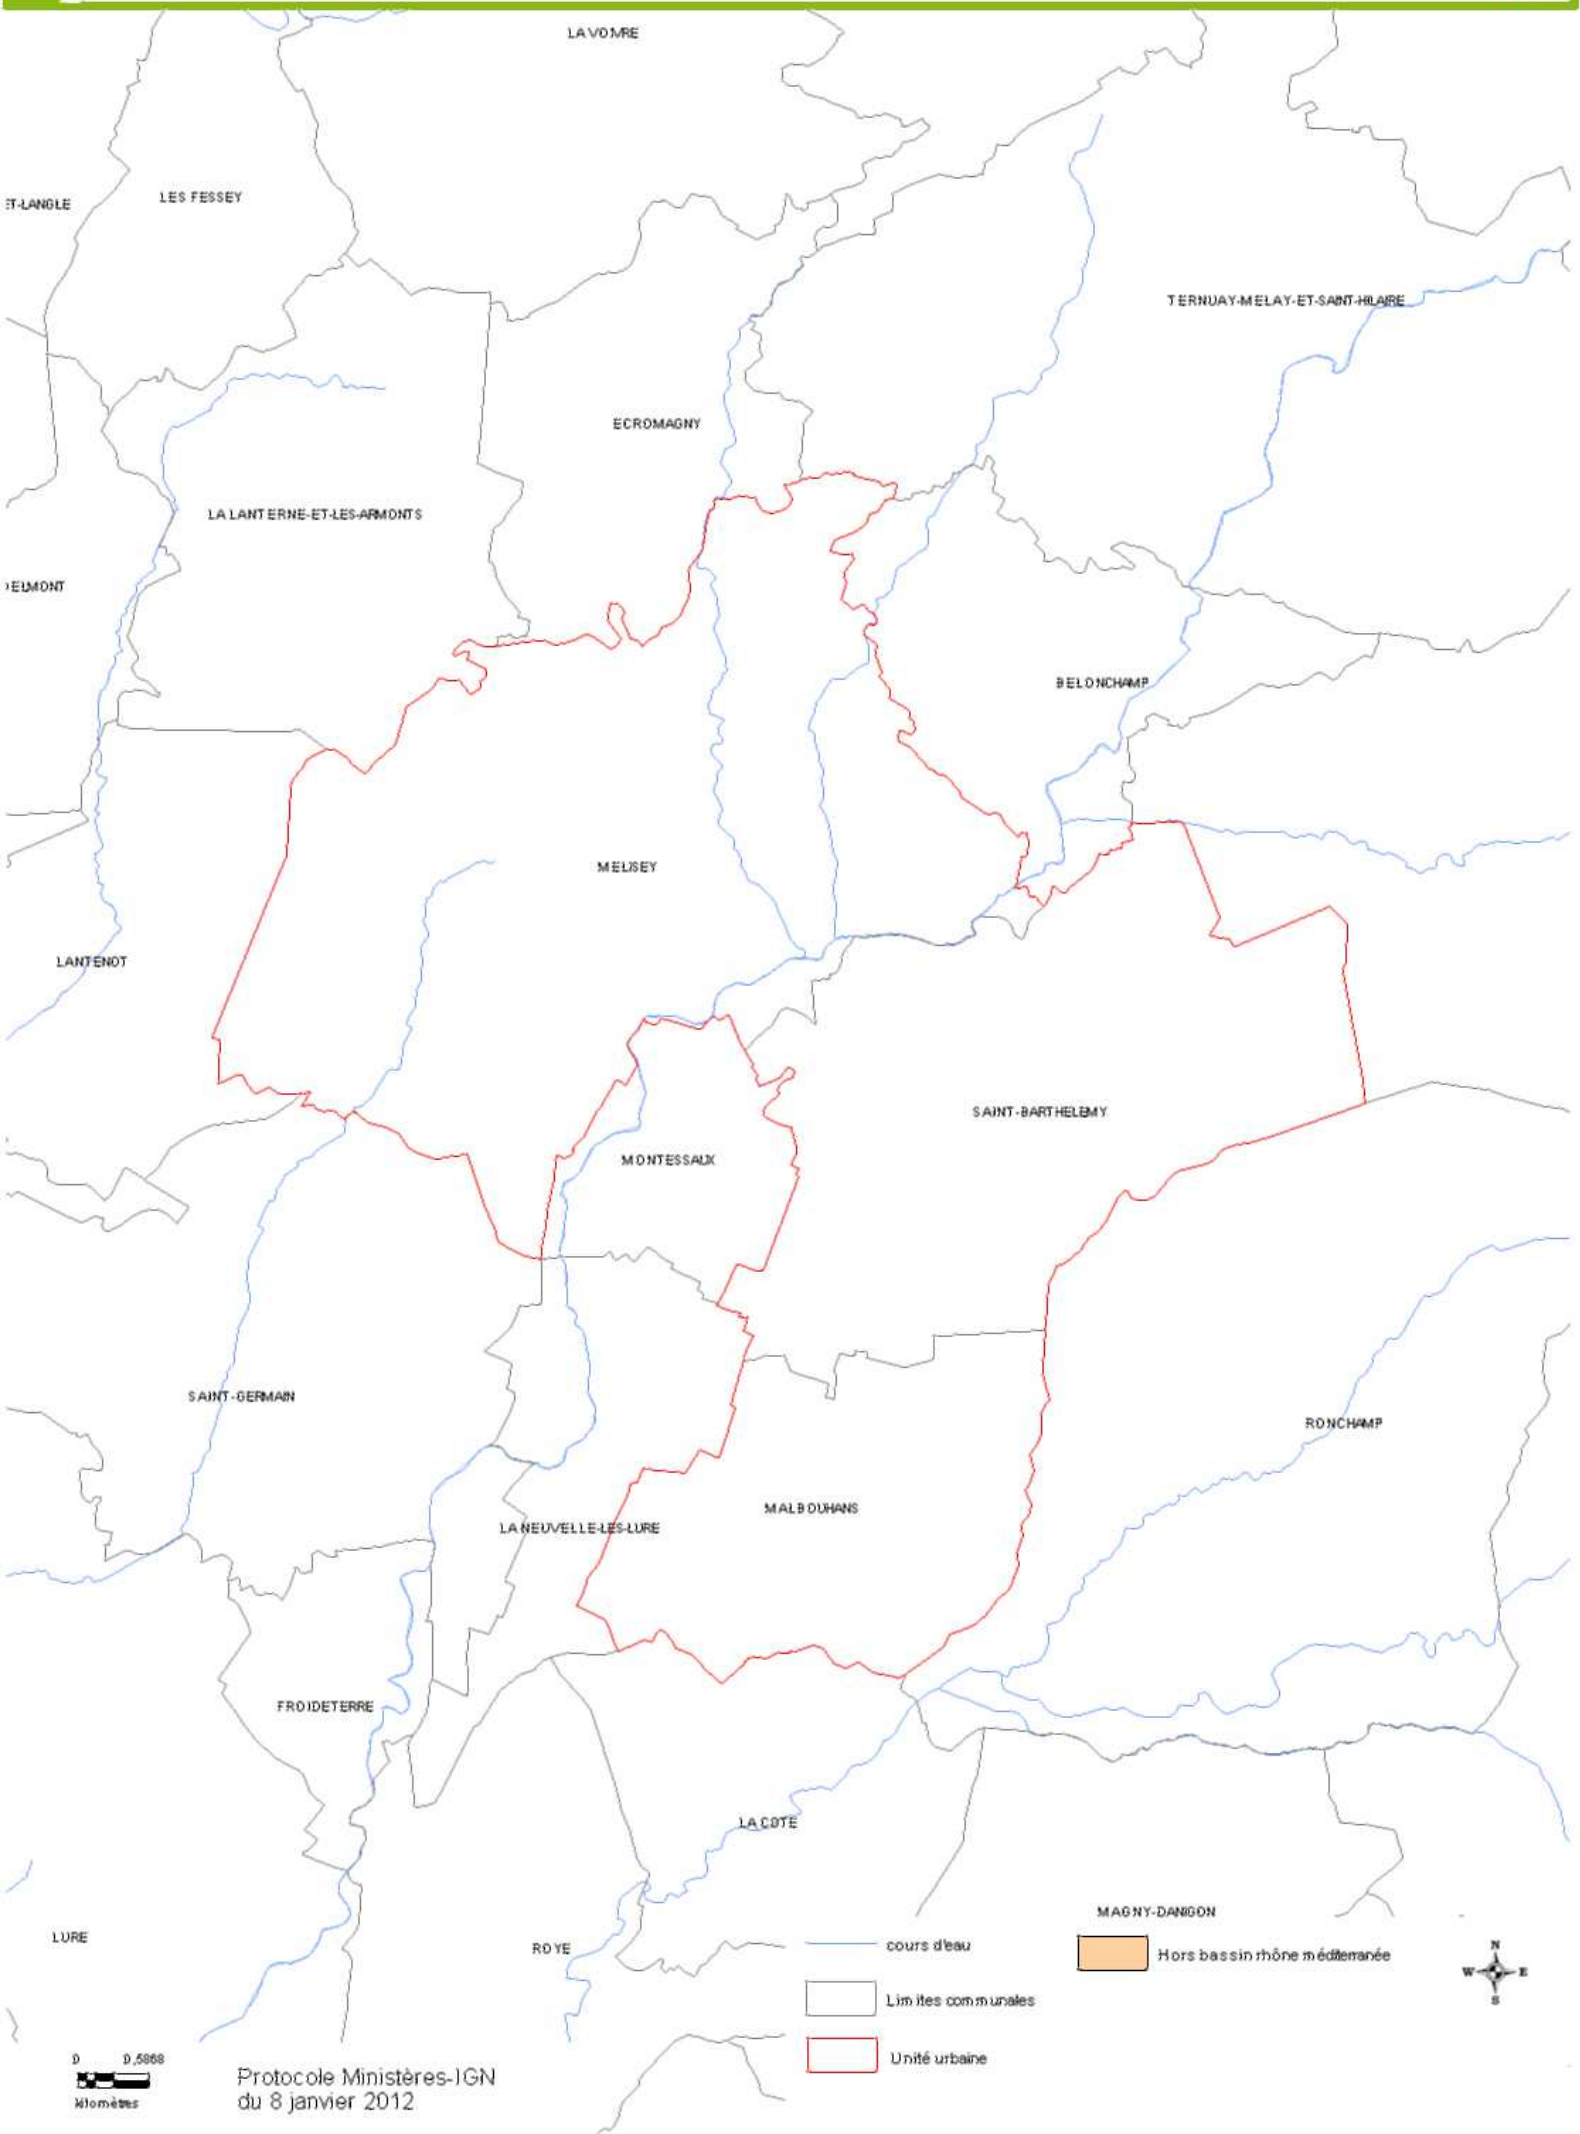 LA VOIVRE
LES FESSEY
ET-LANGLE
TERNUAY-MELAY-ET-SAINT-HILAIRE
ECROMAGNY
LA LANTERNE-ET-LES-ARMONTS
DELMONT
BELONCHAMP
MELISEY
LANTENOT
SAINT-BARTHELEMY
MONTESSAUX
SAINT-GERMAIN
RONCHAMP
MALBOUHANS
LA NEUVELLE-LES-LURE
FROIDETERRE
LA COTE
MAGNY-DANIGON
LURE
ROYE
cours d'eau
Hors bassin rhône méditerranée
N
W E
S
Limites communales
Unité urbaine
0 0,5868
kilomètres
Protocole Ministères-IGN
du 8 janvier 2012